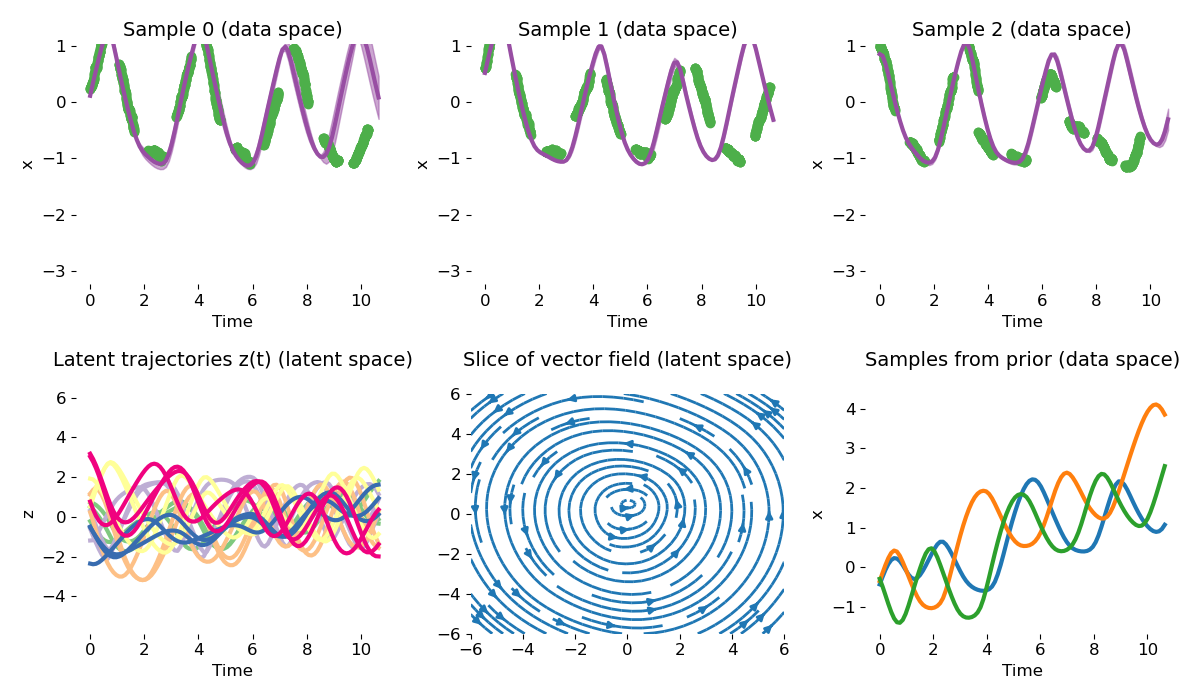 Sample 0 (data space)
Sample 1 (data space)
Sample 2 (data space)
1
0
−1
−2
−3
x
0 2 4 6 8 10
Time
1
0
−1
−2
−3
x
0 2 4 6 8 10
Time
1
0
−1
−2
−3
x
0 2 4 6 8 10
Time
Latent trajectories z(t) (latent space)
Slice of vector field (latent space)
Samples from prior (data space)
6
4
2
0
−2
−4
z
0 2 4 6 8 10
Time
6
4
2
0
−2
−4
−6
−6 −4 −2 0 2 4 6
4
3
2
1
0
−1
x
0 2 4 6 8 10
Time